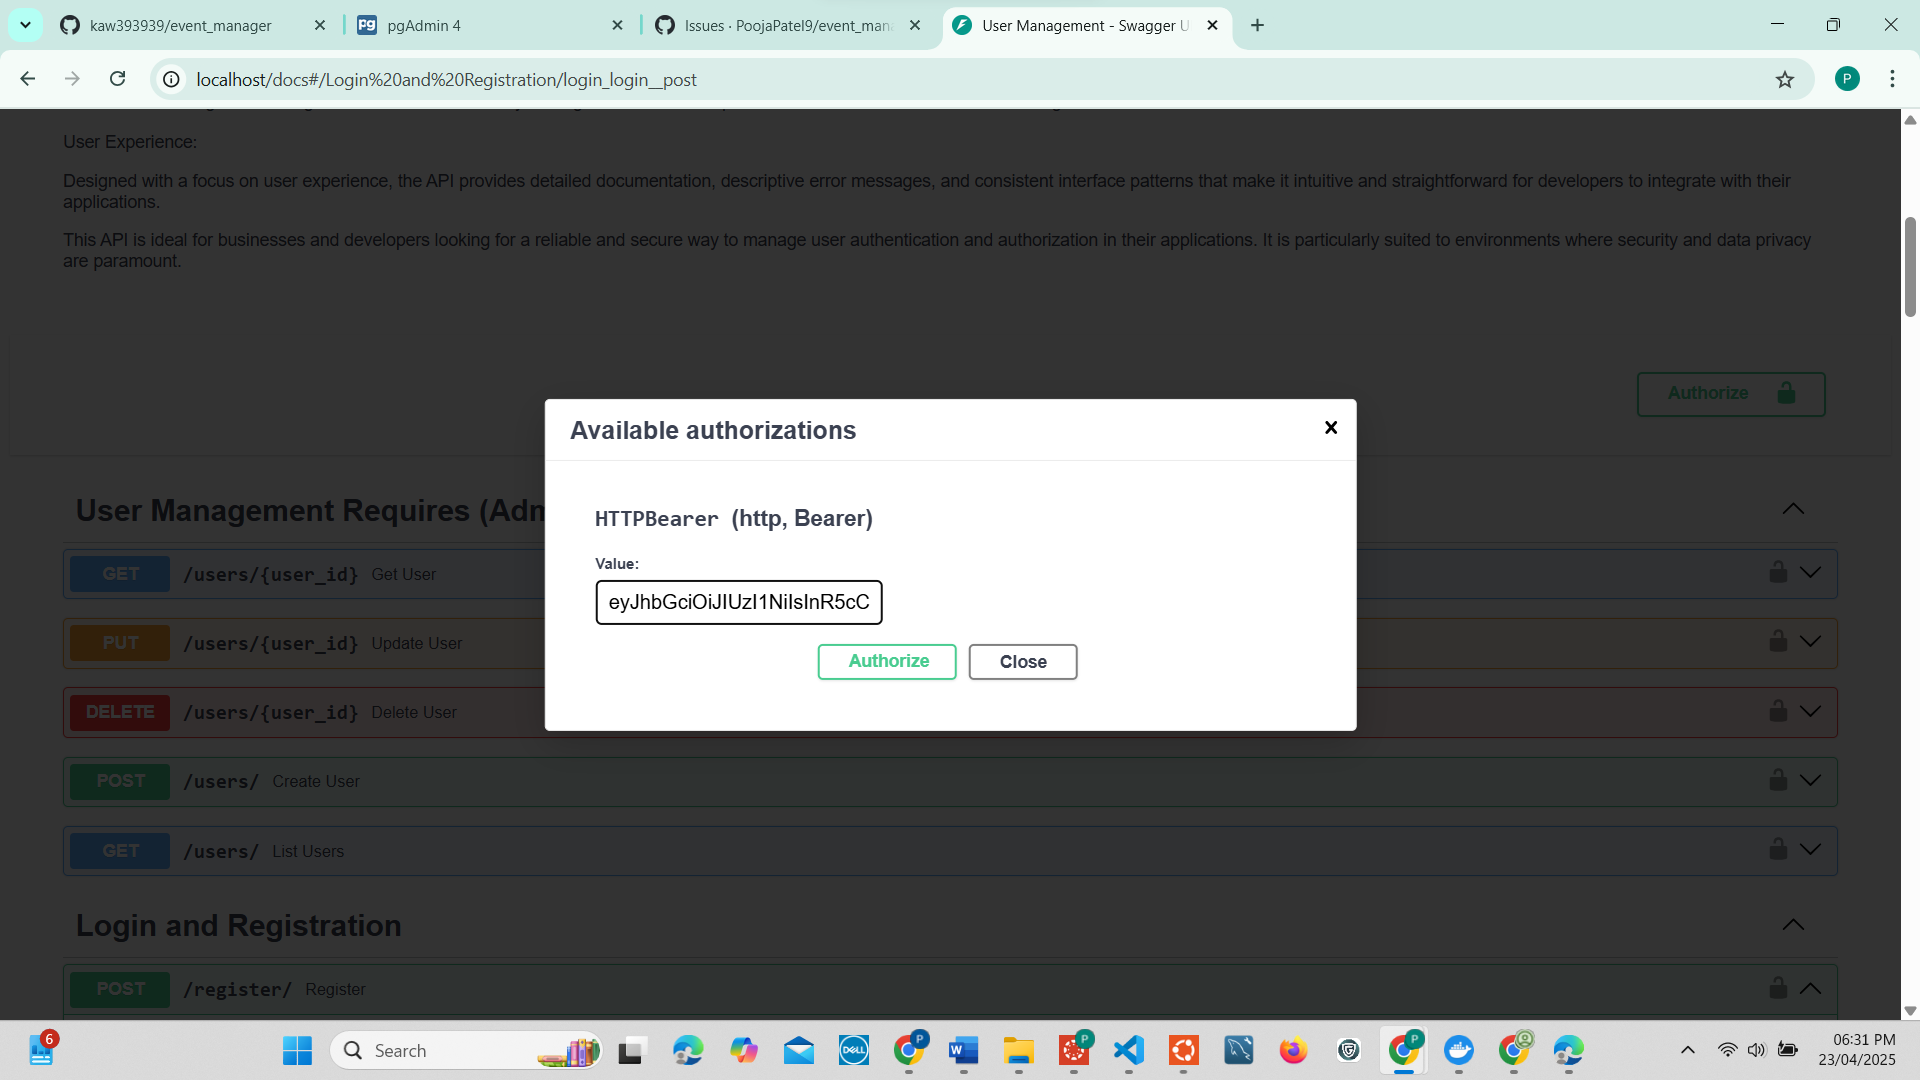 kaw393939/event_manager
pgAdmin 4
Issues · PoojaPatel9/event_mana
User Management - Swagger U
localhost/docs#/Login%20and%20Registration/login_login__post
P
User Experience:
Designed with a focus on user experience, the API provides detailed documentation, descriptive error messages, and consistent interface patterns that make it intuitive and straightforward for developers to integrate with their
applications.
This API is ideal for businesses and developers looking for a reliable and secure way to manage user authentication and authorization in their applications. It is particularly suited to environments where security and data privacy
are paramount.
Authorize
Available authorizations
HTTPBearer (http, Bearer)
Value:
eyJhbGciOiJIUzI1NiIsInR5cC
Authorize
Close
User Management Requires (Adm
GET /users/{user_id} Get User
PUT /users/{user_id} Update User
DELETE /users/{user_id} Delete User
POST /users/ Create User
GET /users/ List Users
Login and Registration
POST /register/ Register
6
Search
DELL
06:31 PM
23/04/2025